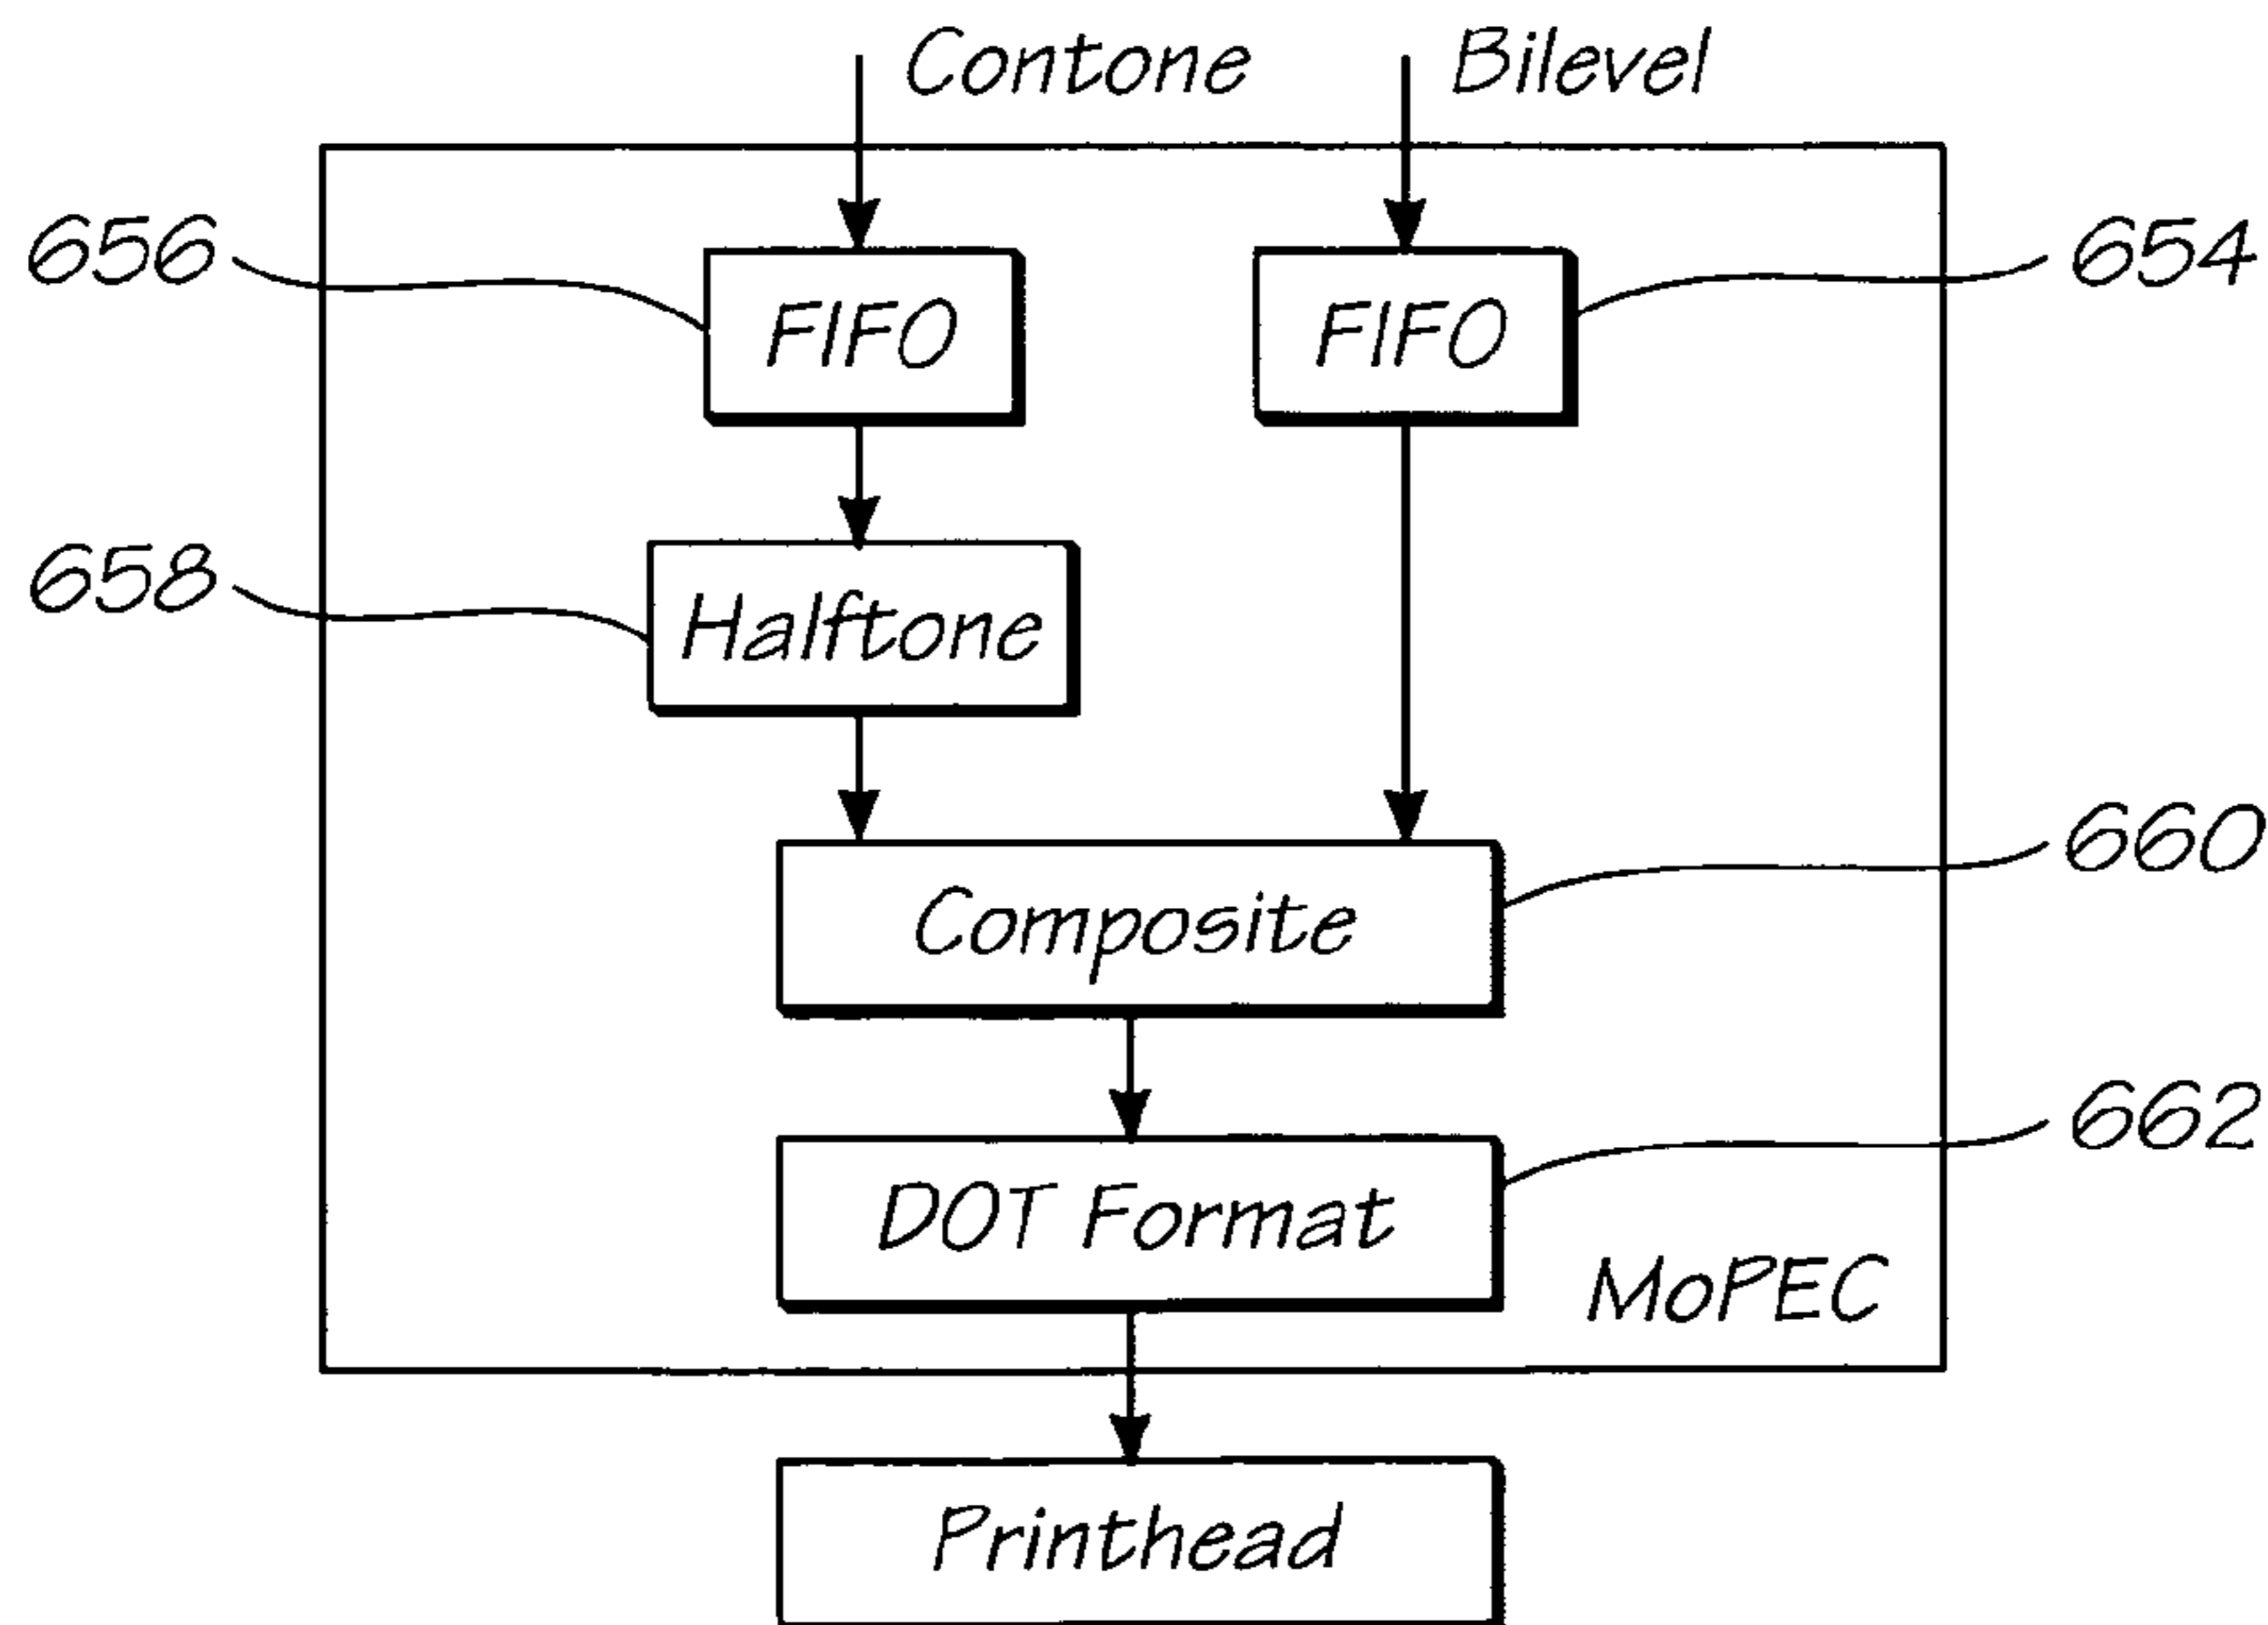 Contone
Bilevel
656
FIFO
FIFO
654
658
Halftone
660
Composite
662
DOT Format
MoPEC
Printhead